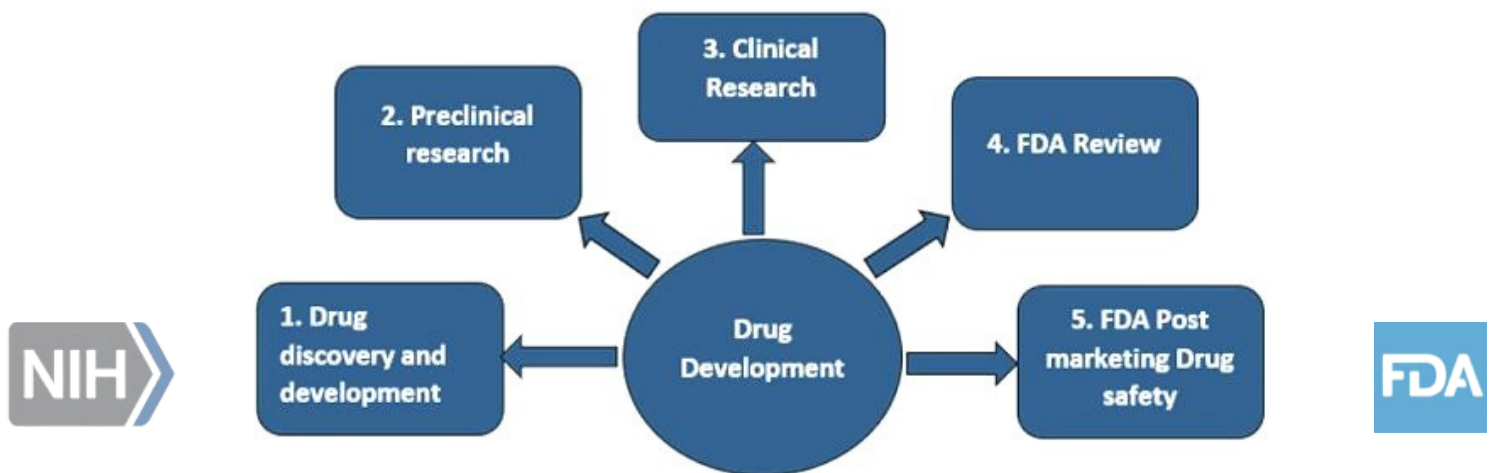 3. Clinical
Research
2. Preclinical
research
4. FDA Review
1. Drug
discovery and
development
Drug
Development
5. FDA Post
marketing Drug
safety
NIH
FDA